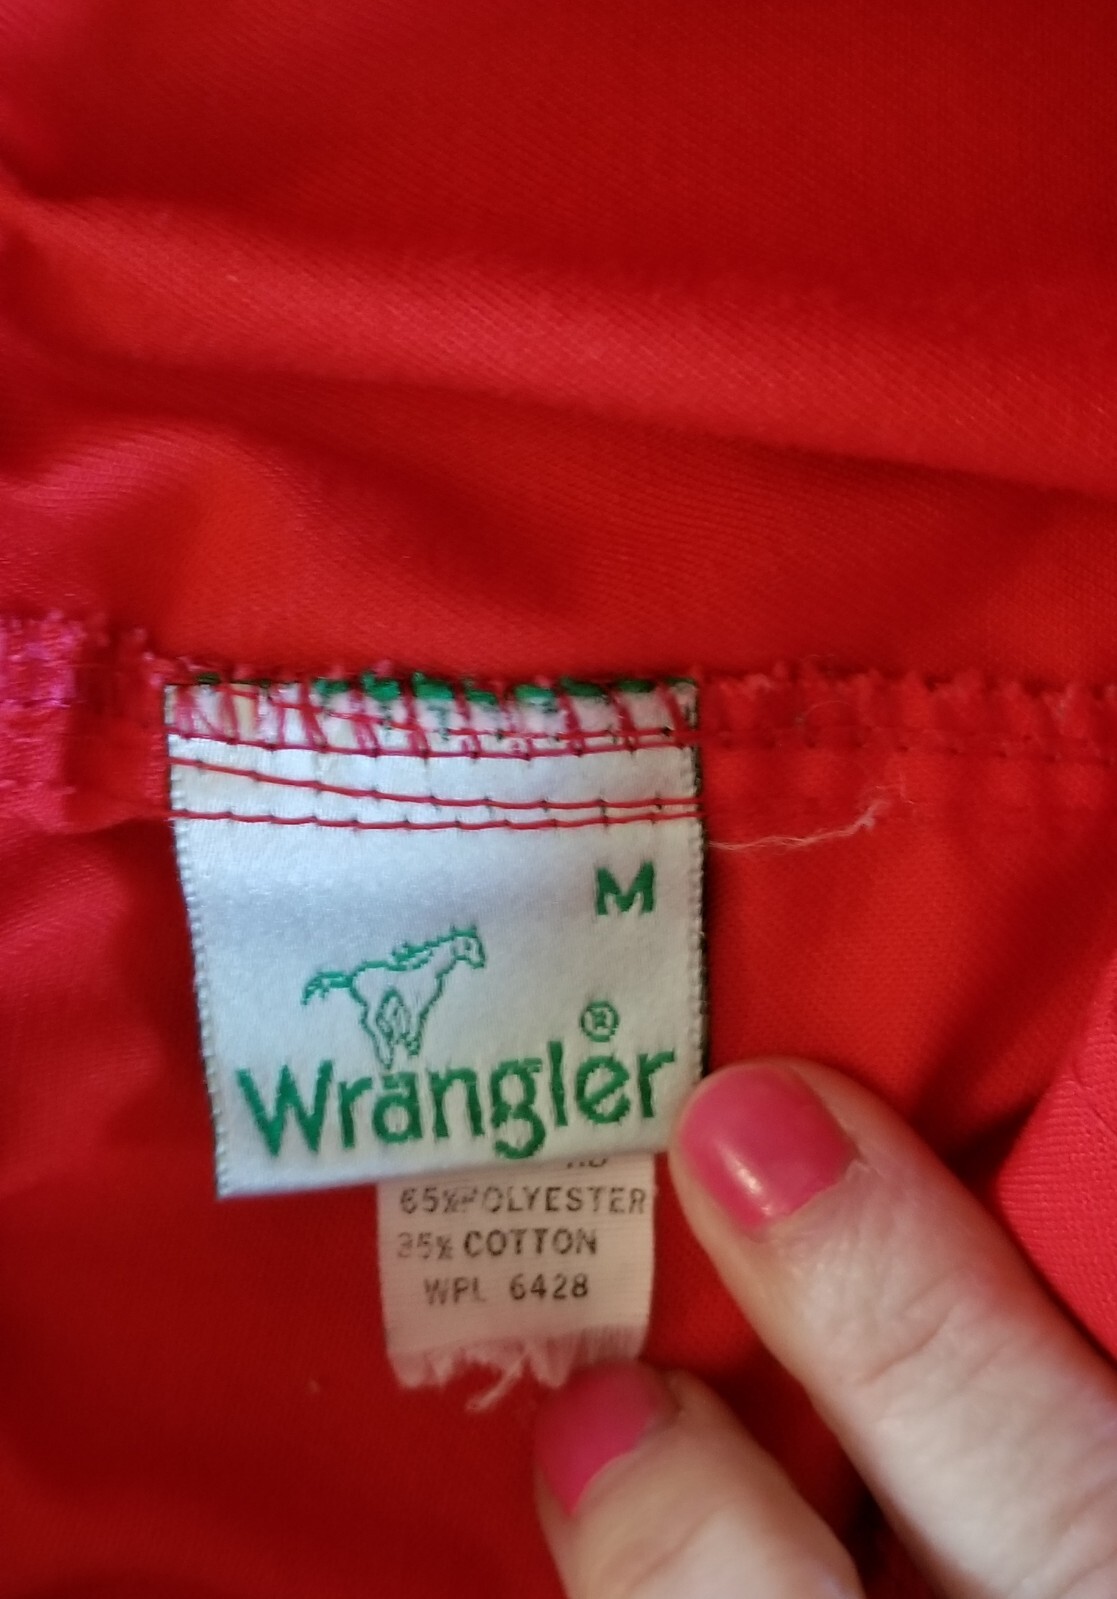 M
Wrangler®
65% POLYESTER
35% COTTON
WPL 6428